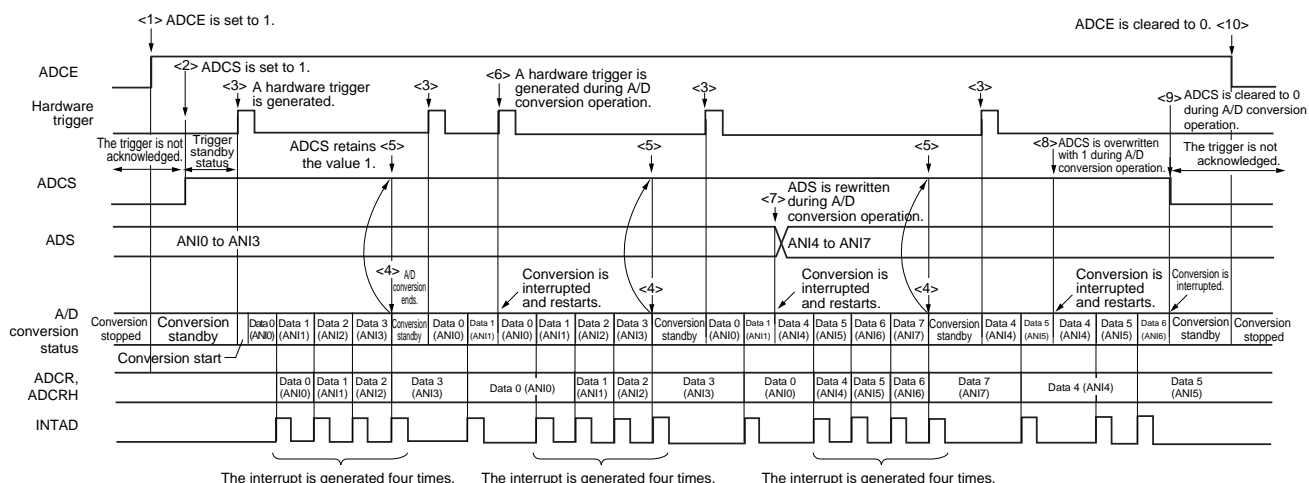 <1> ADCE is set to 1.
ADCE is cleared to 0. <10>
ADCE
<2> ADCS is set to 1.
<3> A hardware trigger
is generated.
<3>
<6> A hardware trigger is
generated during A/D
conversion operation.
<3>
<3>
<9> ADCS is cleared to 0
during A/D conversion
operation.
Hardware
trigger
The trigger is not
acknowledged.
Trigger
standby
status
ADCS retains <5>
the value 1.
<5>
<5>
<8> ADCS is overwritten
with 1 during A/D
conversion operation.
The trigger is not
acknowledged.
ADCS
<7> ADS is rewritten
during A/D
conversion operation.
ADS
ANI0 to ANI3
ANI4 to ANI7
<4> A/D
conversion
ends.
Conversion is
interrupted
and restarts.
<4>
Conversion is
interrupted
and restarts.
<4>
Conversion is
interrupted
and restarts.
Conversion is
interrupted.
A/D
conversion
status
Conversion
stopped
Conversion
standby
Data 0
(ANI0)
Data 1
(ANI1)
Data 2
(ANI2)
Data 3
(ANI3)
Conversion
standby
Data 0
(ANI0)
Data 1
(ANI1)
Data 0
(ANI0)
Data 1
(ANI1)
Data 2
(ANI2)
Data 3
(ANI3)
Conversion
standby
Data 0
(ANI0)
Data 1
(ANI1)
Data 4
(ANI4)
Data 5
(ANI5)
Data 6
(ANI6)
Data 7
(ANI7)
Conversion
standby
Data 4
(ANI4)
Data 5
(ANI5)
Data 4
(ANI4)
Data 5
(ANI5)
Data 6
(ANI6)
Conversion
standby
Conversion
stopped
Conversion start
ADCR,
ADCRH
Data 0
(ANI0)
Data 1
(ANI1)
Data 2
(ANI2)
Data 3
(ANI3)
Data 0 (ANI0)
Data 1
(ANI1)
Data 2
(ANI2)
Data 3
(ANI3)
Data 0
(ANI0)
Data 4
(ANI4)
Data 5
(ANI5)
Data 6
(ANI6)
Data 7
(ANI7)
Data 4 (ANI4)
Data 5
(ANI5)
INTAD
The interrupt is generated four times.
The interrupt is generated four times.
The interrupt is generated four times.